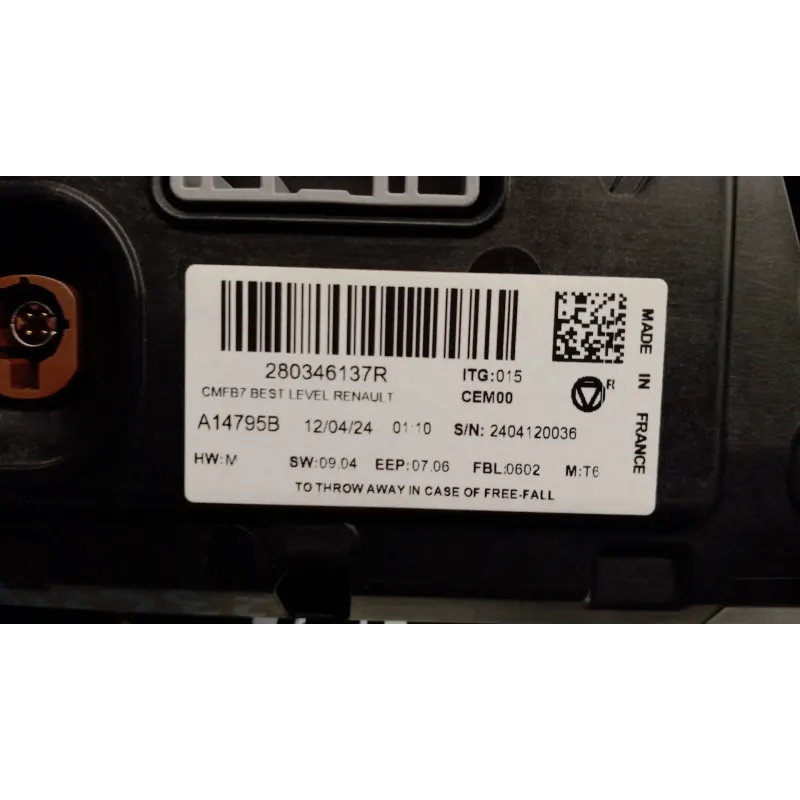 280346137R ITG:015
CMFB7 BEST LEVEL RENAULT CEM00
A14795B 12/04/24 01:10 S/N: 2404120036
HW:M SW:09.04 EEP:07.06 FBL:0602 M:T6
TO THROW AWAY IN CASE OF FREE-FALL
MADE IN FRANCE